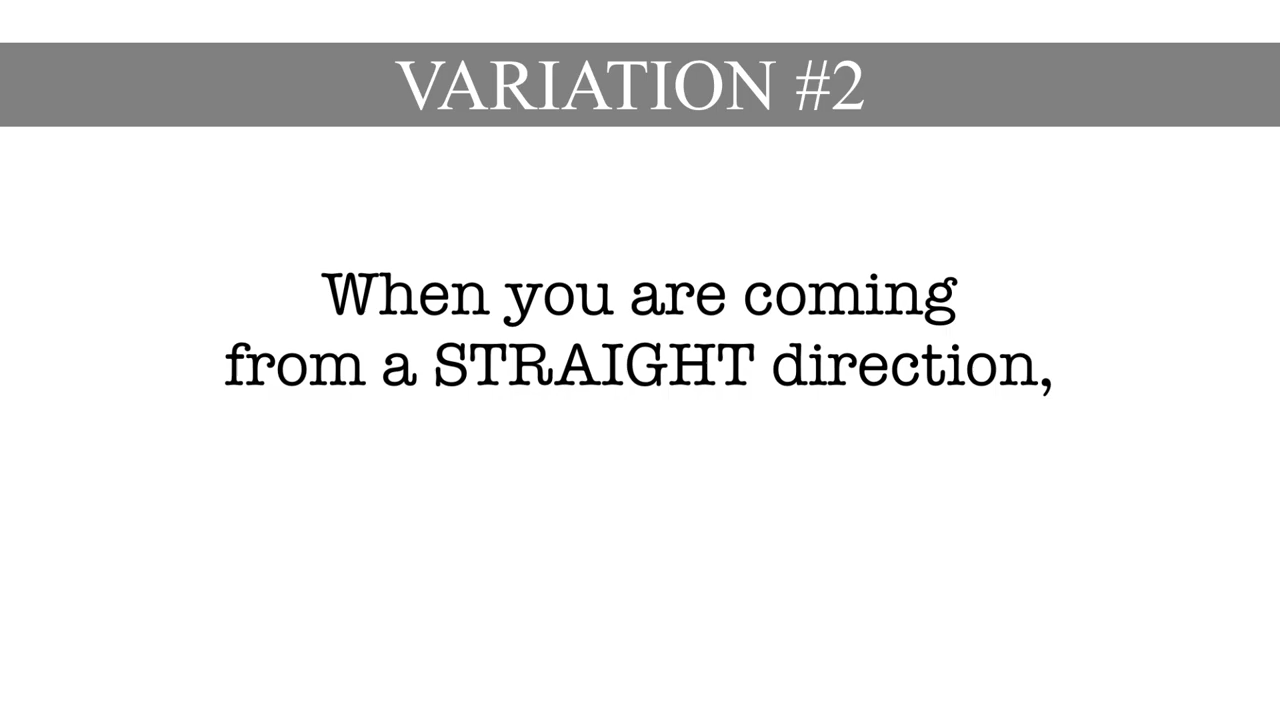 VARIATION #2
When you are coming
from a STRAIGHT direction,